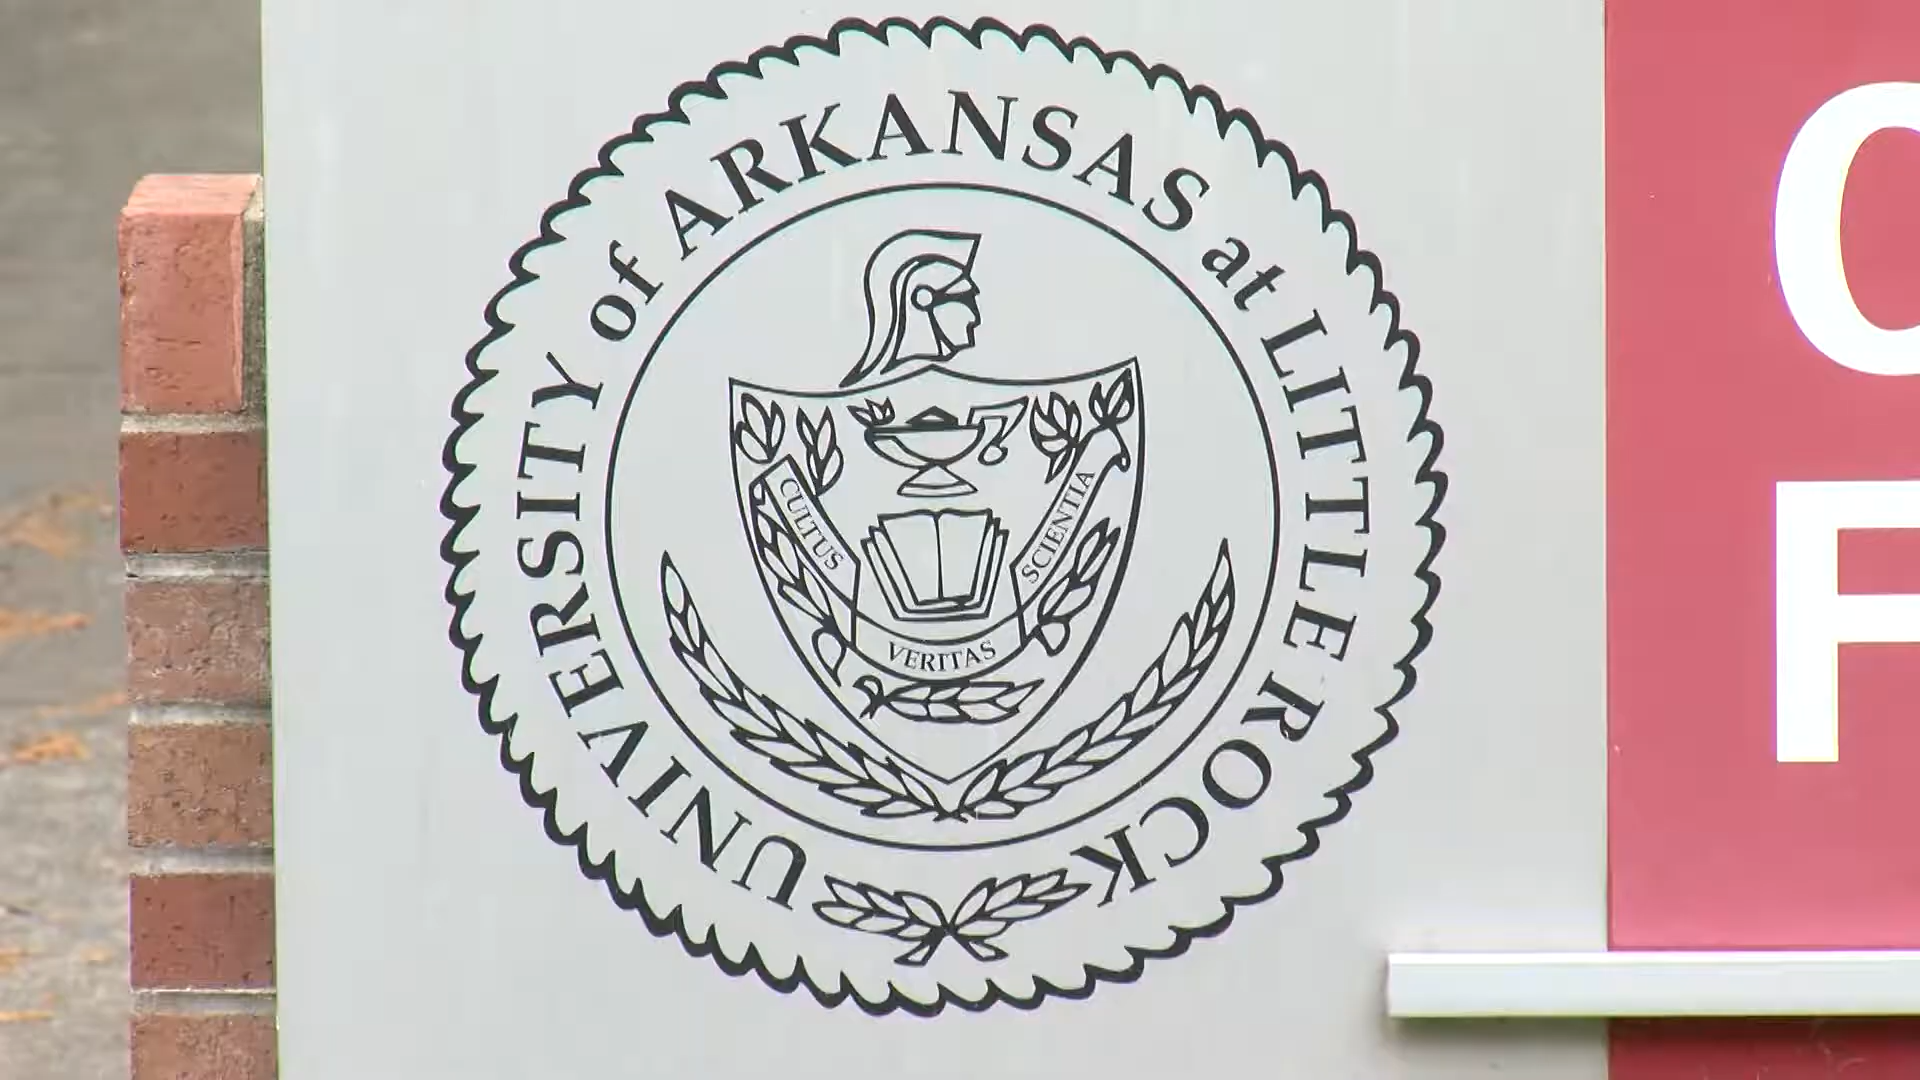 UNIVERSITY of ARKANSAS at LITTLE ROCK
CULTUS
SCIENTIA
VERITAS
F